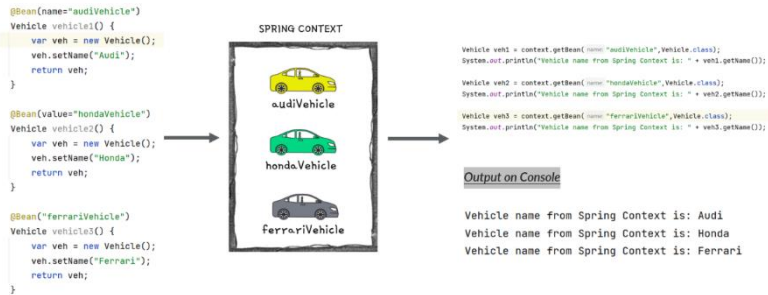 @Bean(name="audiVehicle")
Vehicle vehicle1() {
var veh = new Vehicle();
veh.setName("Audi");
return veh;
}
@Bean(value="hondaVehicle")
Vehicle vehicle2() {
var veh = new Vehicle();
veh.setName("Honda");
return veh;
}
@Bean("ferrariVehicle")
Vehicle vehicle3() {
var veh = new Vehicle();
veh.setName("Ferrari");
return veh;
}
SPRING CONTEXT
audiVehicle
hondaVehicle
ferrariVehicle
Vehicle veh1 = context.getBean( name: "audiVehicle",Vehicle.class);
System.out.println("Vehicle name from Spring Context is: " + veh1.getName());
Vehicle veh2 = context.getBean( name: "hondaVehicle",Vehicle.class);
System.out.println("Vehicle name from Spring Context is: " + veh2.getName());
Vehicle veh3 = context.getBean( name: "ferrariVehicle",Vehicle.class);
System.out.println("Vehicle name from Spring Context is: " + veh3.getName());
Output on Console
Vehicle name from Spring Context is: Audi
Vehicle name from Spring Context is: Honda
Vehicle name from Spring Context is: Ferrari